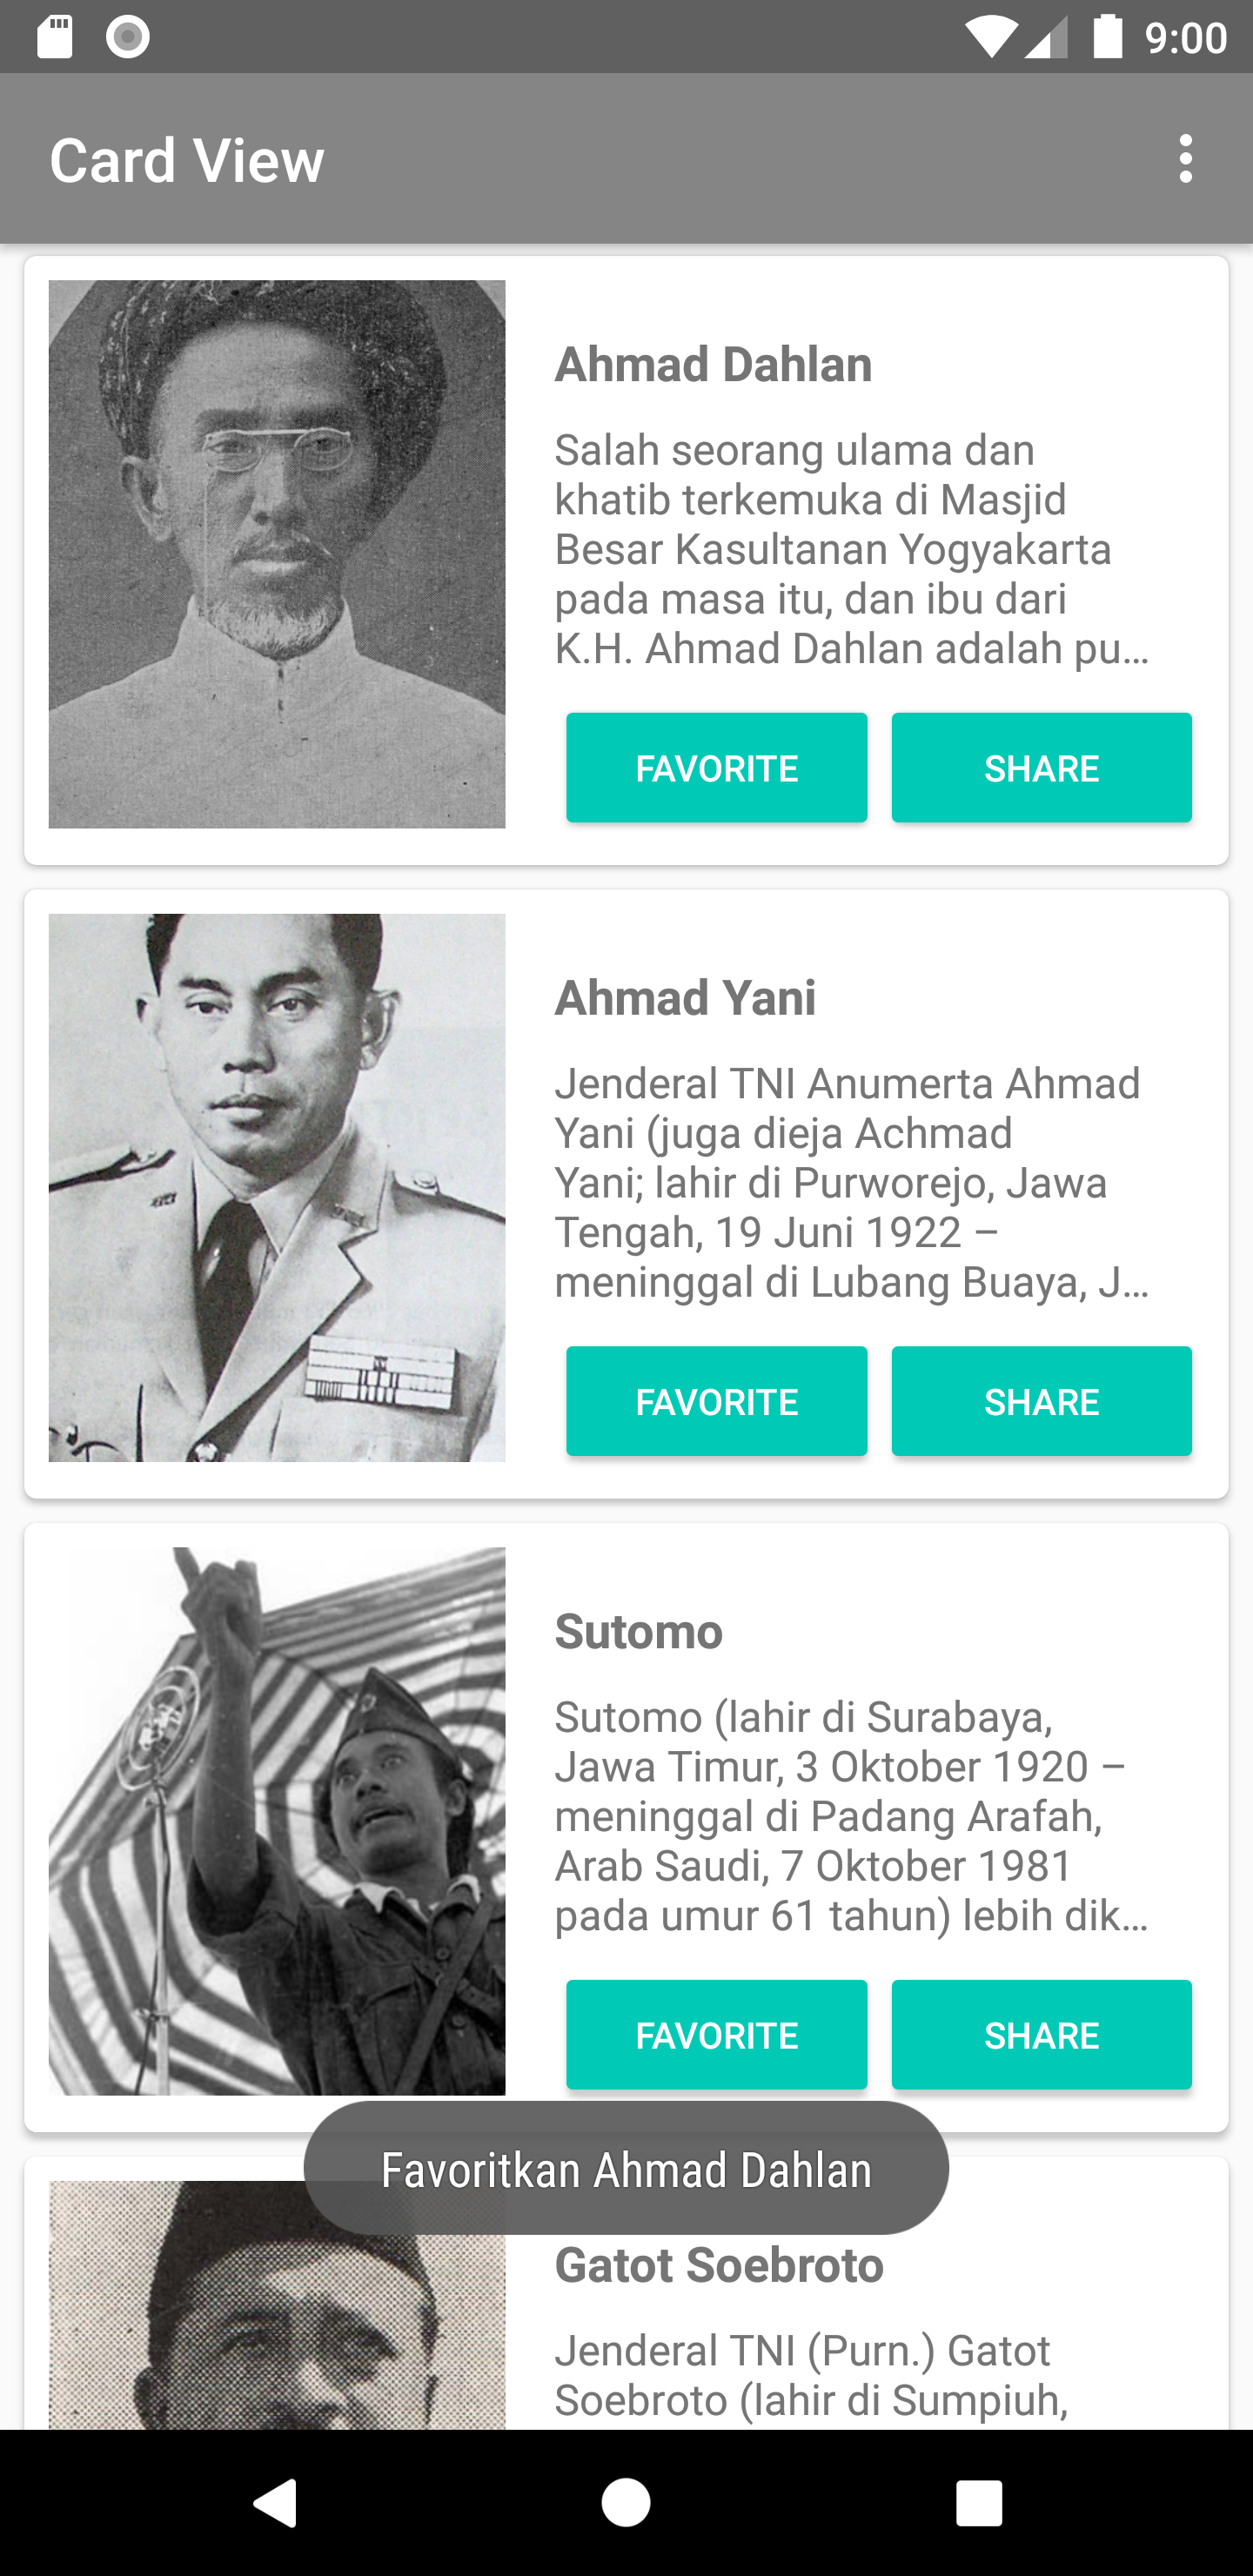 9:00
Card View
Ahmad Dahlan
Salah seorang ulama dan
khatib terkemuka di Masjid
Besar Kasultanan Yogyakarta
pada masa itu, dan ibu dari
K.H. Ahmad Dahlan adalah pu...
FAVORITE SHARE
Ahmad Yani
Jenderal TNI Anumerta Ahmad
Yani (juga dieja Achmad
Yani; lahir di Purworejo, Jawa
Tengah, 19 Juni 1922 –
meninggal di Lubang Buaya, J...
FAVORITE SHARE
Sutomo
Sutomo (lahir di Surabaya,
Jawa Timur, 3 Oktober 1920 –
meninggal di Padang Arafah,
Arab Saudi, 7 Oktober 1981
pada umur 61 tahun) lebih dik...
FAVORITE SHARE
Favoritkan Ahmad Dahlan
Gatot Soebroto
Jenderal TNI (Purn.) Gatot
Soebroto (lahir di Sumpiuh,